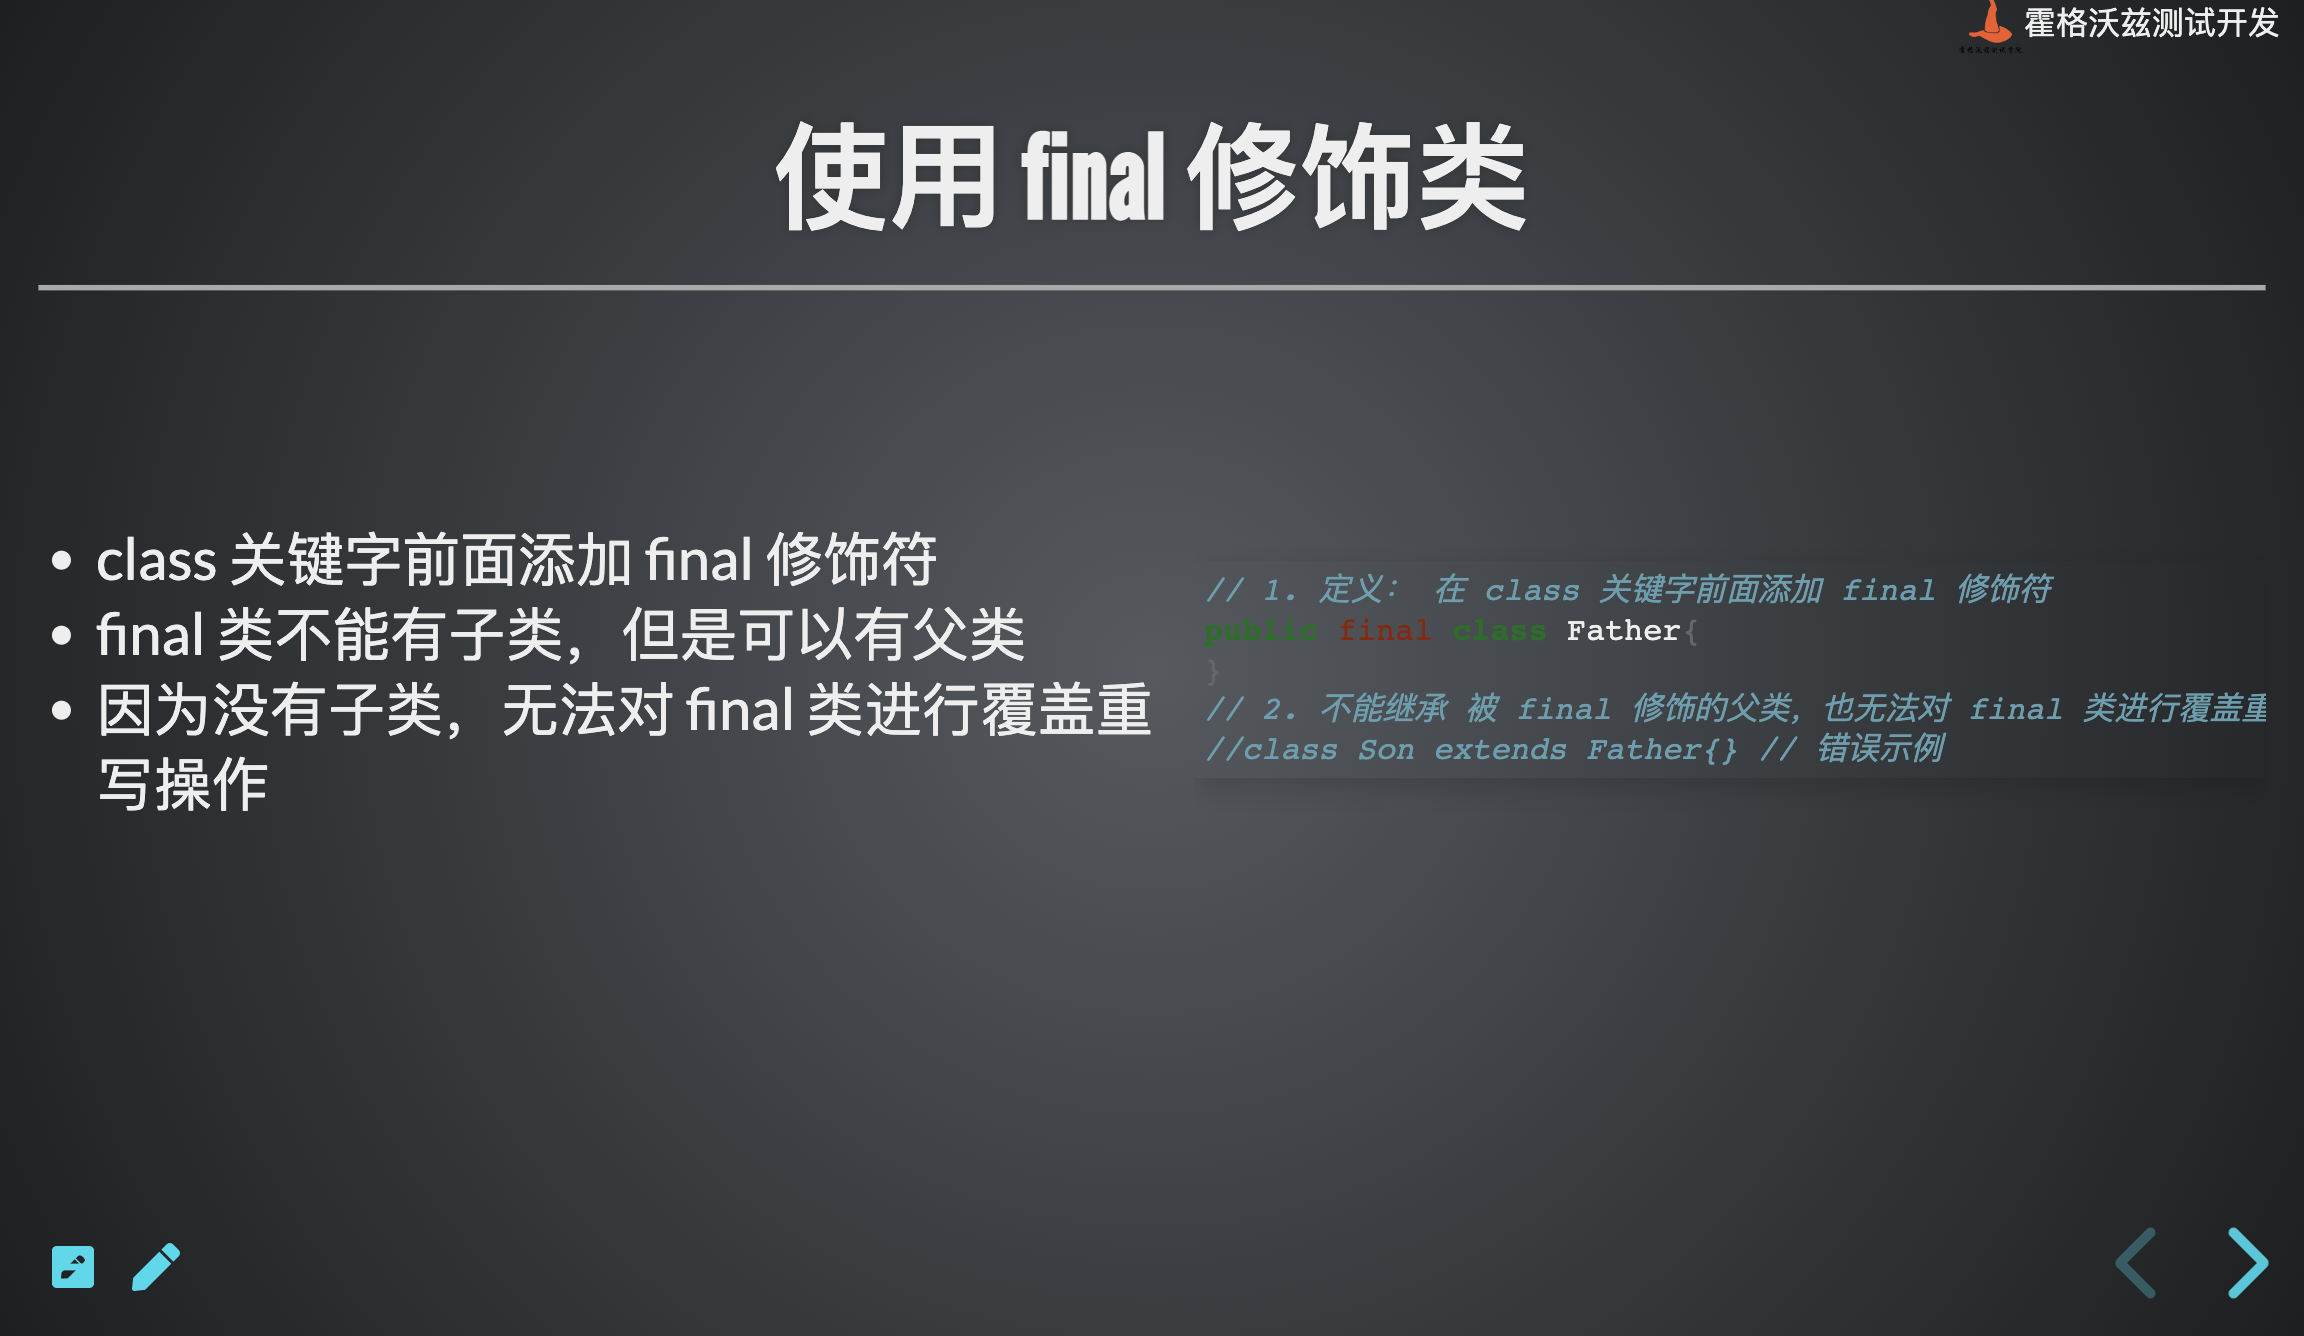 霍格沃兹测试开发
使用 final 修饰类
• class 关键字前面添加 final 修饰符
• final 类不能有子类，但是可以有父类
• 因为没有子类，无法对 final 类进行覆盖重
写操作
// 1. 定义： 在 class 关键字前面添加 final 修饰符
public final class Father{
}
// 2. 不能继承 被 final 修饰的父类，也无法对 final 类进行覆盖重
//class Son extends Father{} // 错误示例